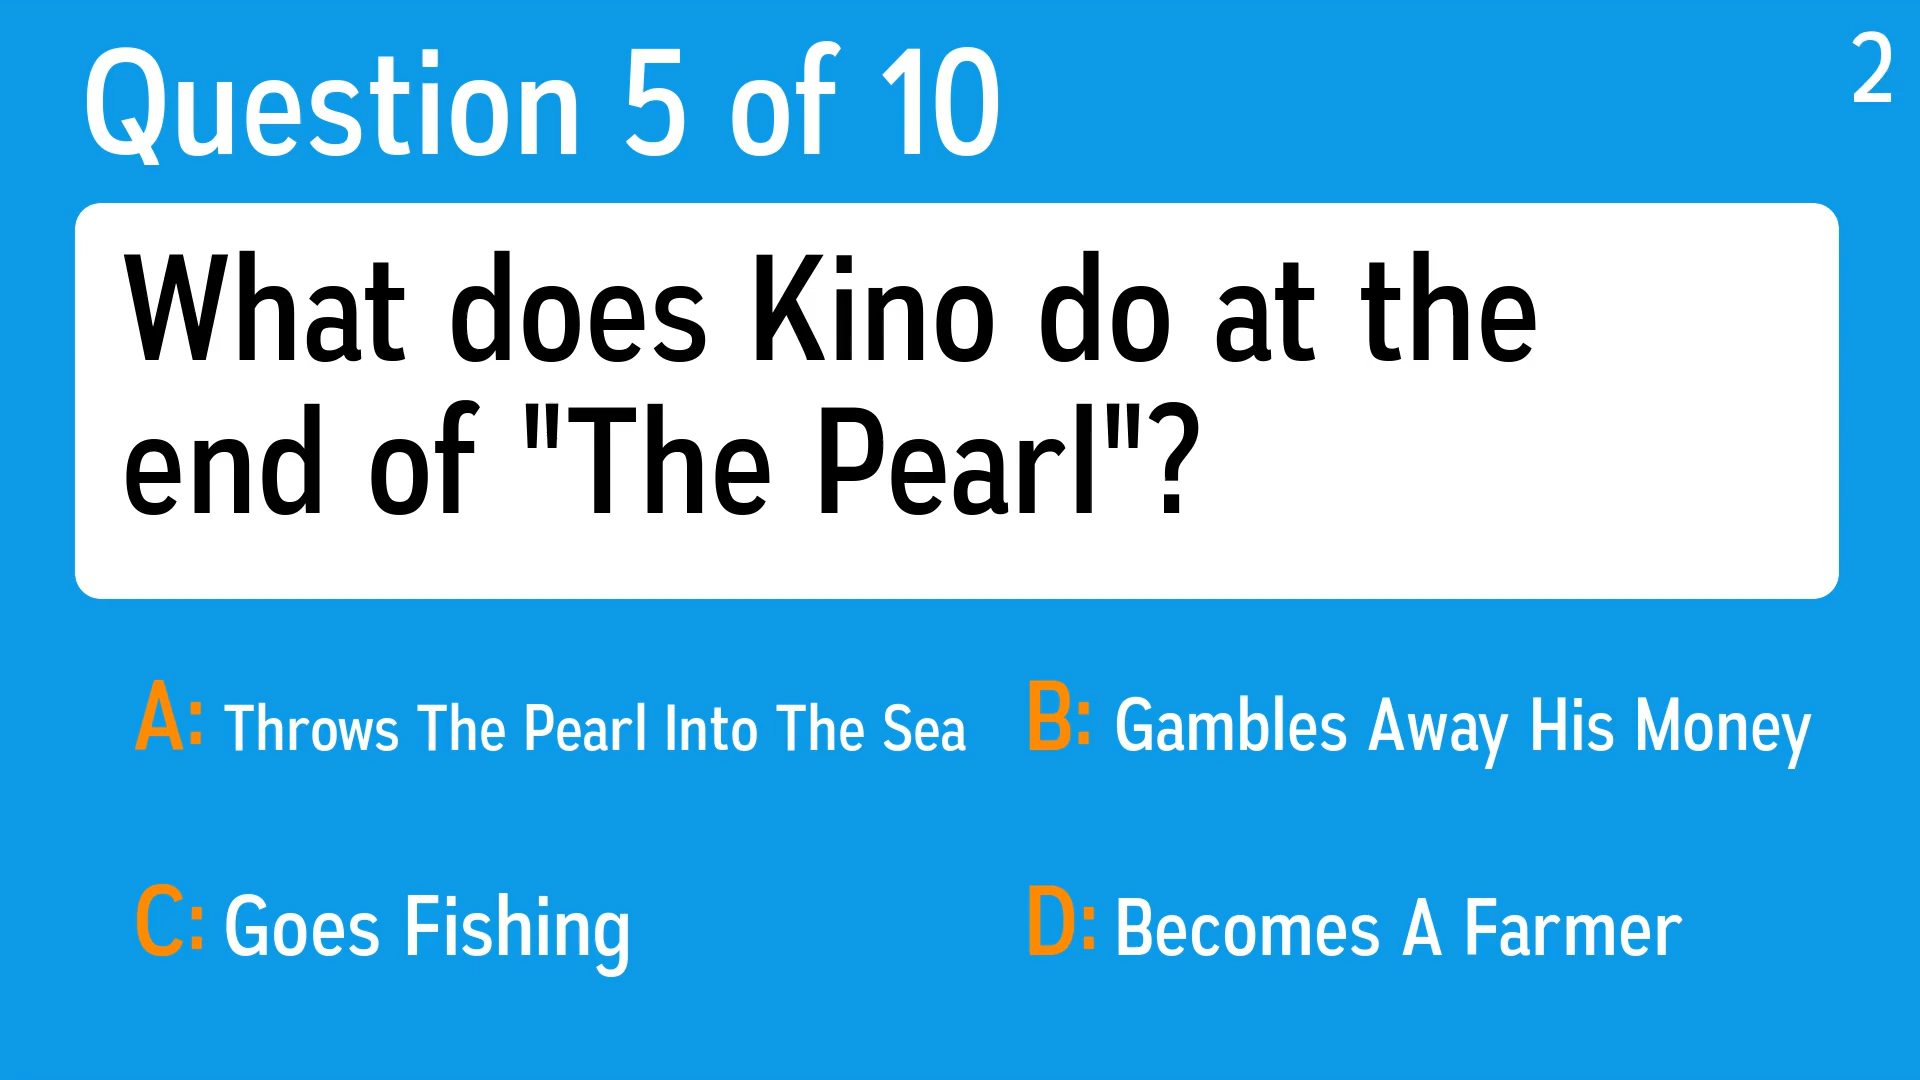 Question 5 of 10
2
What does Kino do at the
end of "The Pearl"?
A: Throws The Pearl Into The Sea
B: Gambles Away His Money
C: Goes Fishing
D: Becomes A Farmer